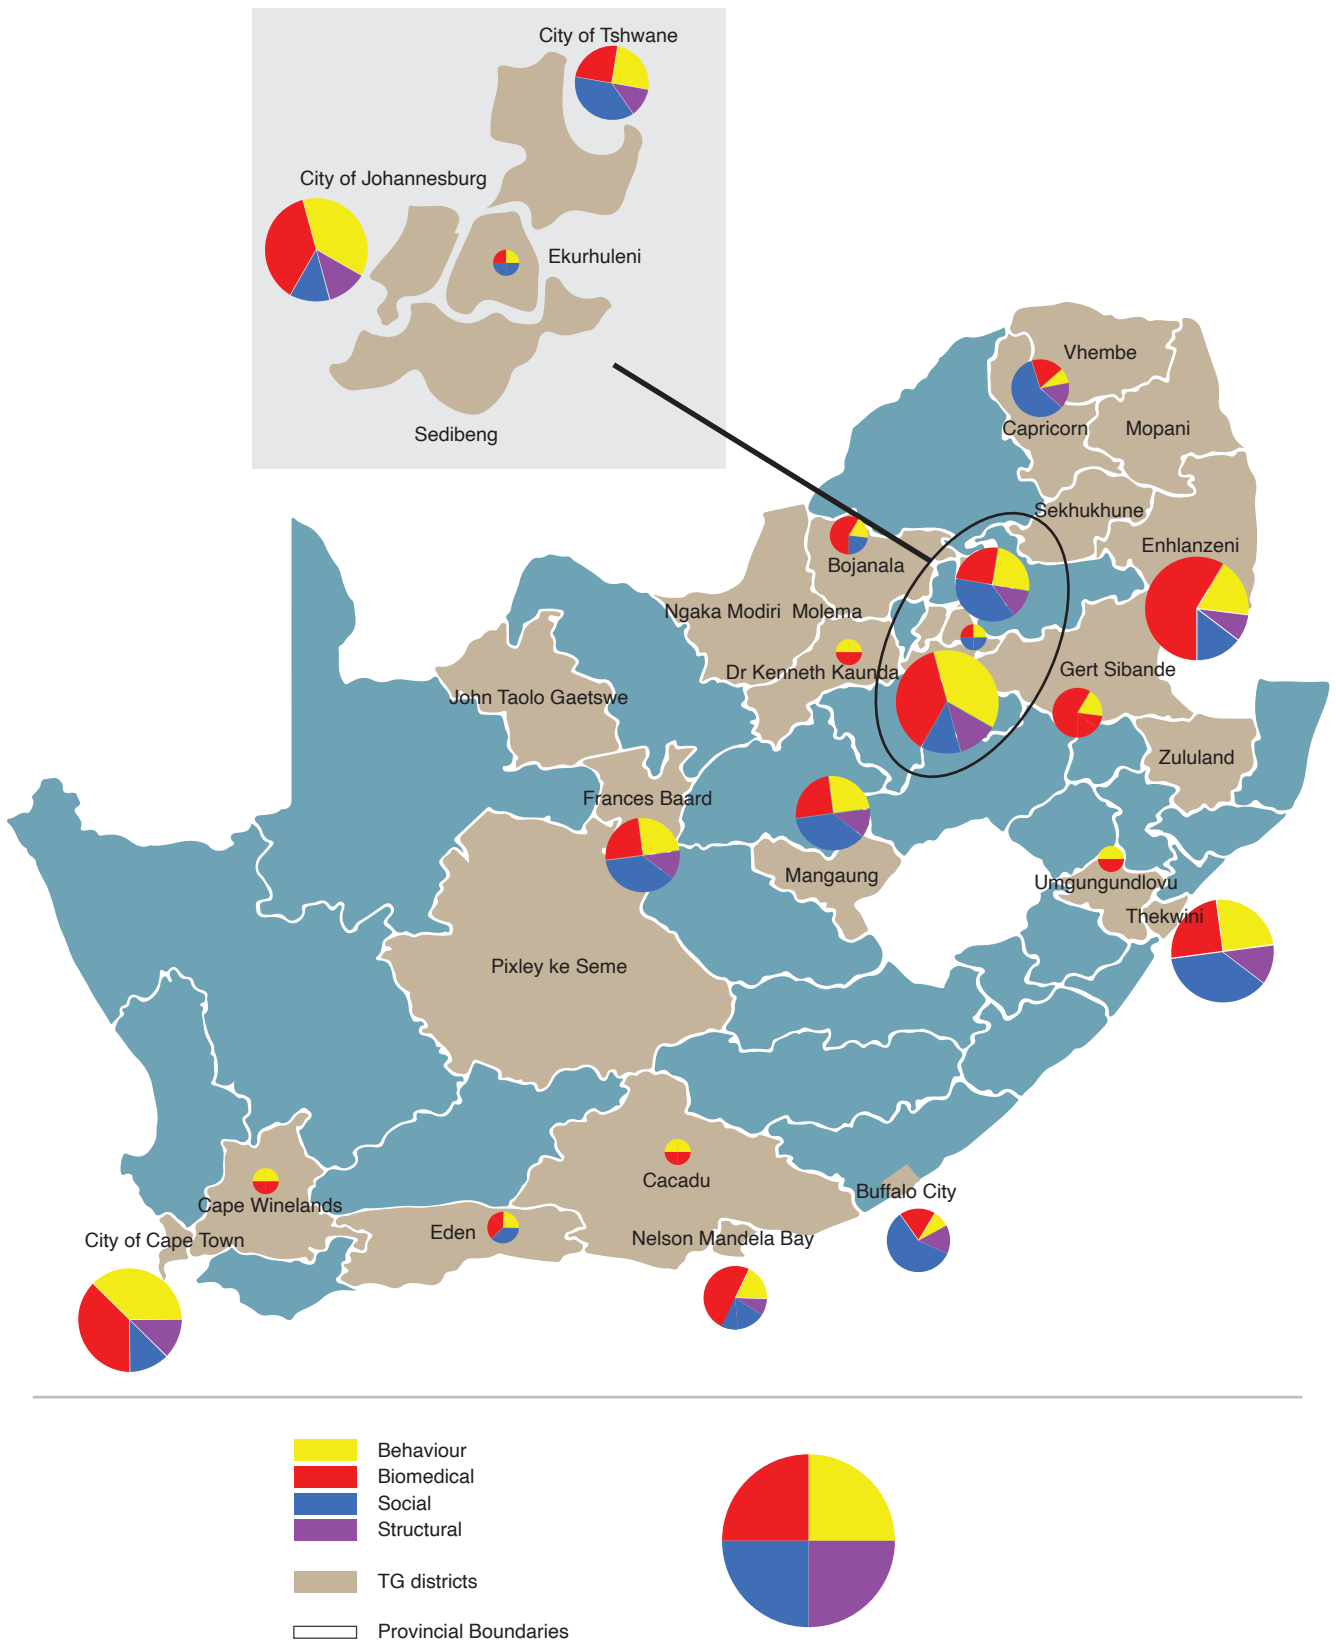 City of Tshwane
City of Johannesburg
Ekurhuleni
Sedibeng
Vhembe
Capricorn
Mopani
Sekhukhune
Enhlanzeni
Bojanala
Ngaka Modiri Molema
Dr Kenneth Kaunda
Gert Sibande
John Taolo Gaetswe
Zululand
Frances Baard
Mangaung
Umgungundlovu
Thekwini
Pixley ke Seme
Cacadu
Buffalo City
Cape Winelands
Eden
Nelson Mandela Bay
City of Cape Town
Behaviour
Biomedical
Social
Structural
TG districts
Provincial Boundaries